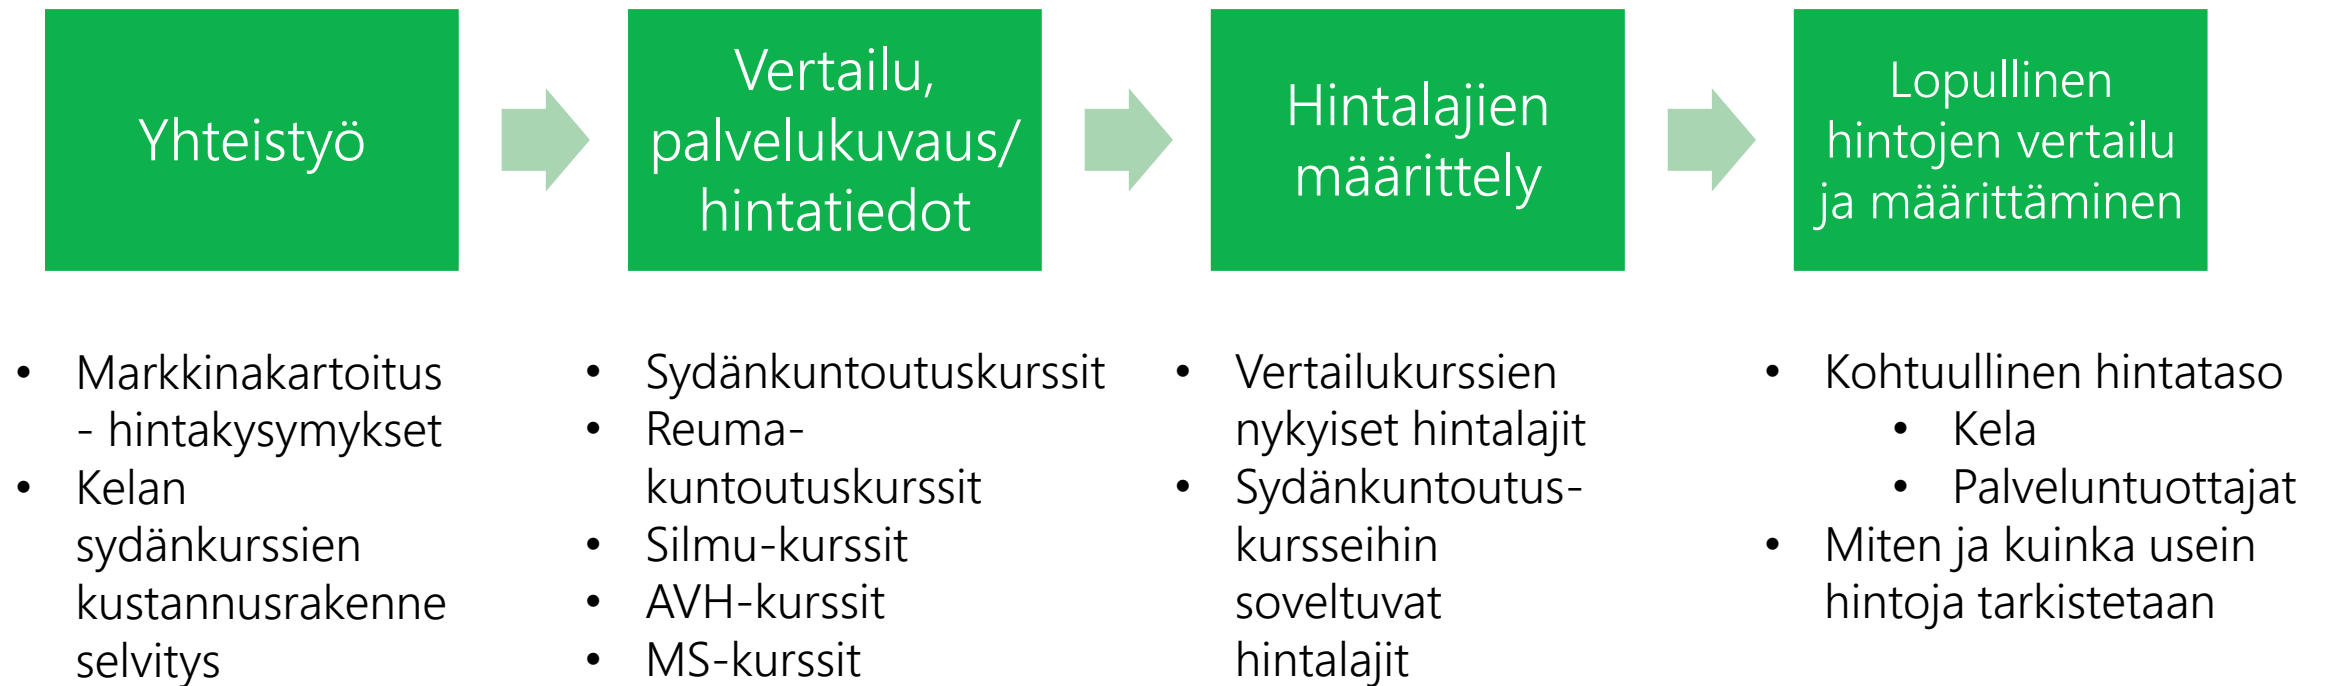 Yhteistyö
Vertailu,
palvelukuvaus/
hintatiedot
Hintalajien
määrittely
Lopullinen
hintojen vertailu
ja määrittäminen
• Markkinakartoitus
- hintakysymykset
• Kelan
sydänkurssien
kustannusrakenne
selvitys
• Sydänkuntoutuskurssit
• Reuma-
kuntoutuskurssit
• Silmu-kurssit
• AVH-kurssit
• MS-kurssit
• Vertailukurssien
nykyiset hintalajit
• Sydänkuntoutus-
kursseihin
soveltuvat
hintalajit
• Kohtuullinen hintataso
• Kela
• Palveluntuottajat
• Miten ja kuinka usein
hintoja tarkistetaan